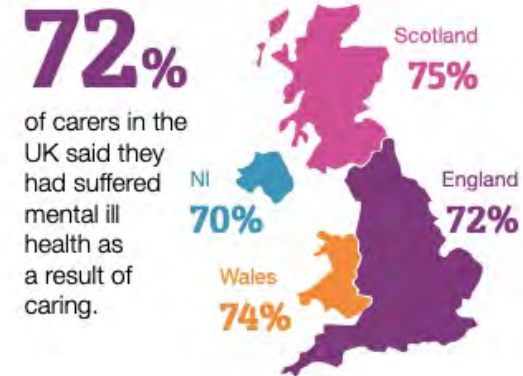 72%
of carers in the
UK said they
had suffered
mental ill
health as
a result of
caring.
Scotland
75%
NI
70%
England
72%
Wales
74%